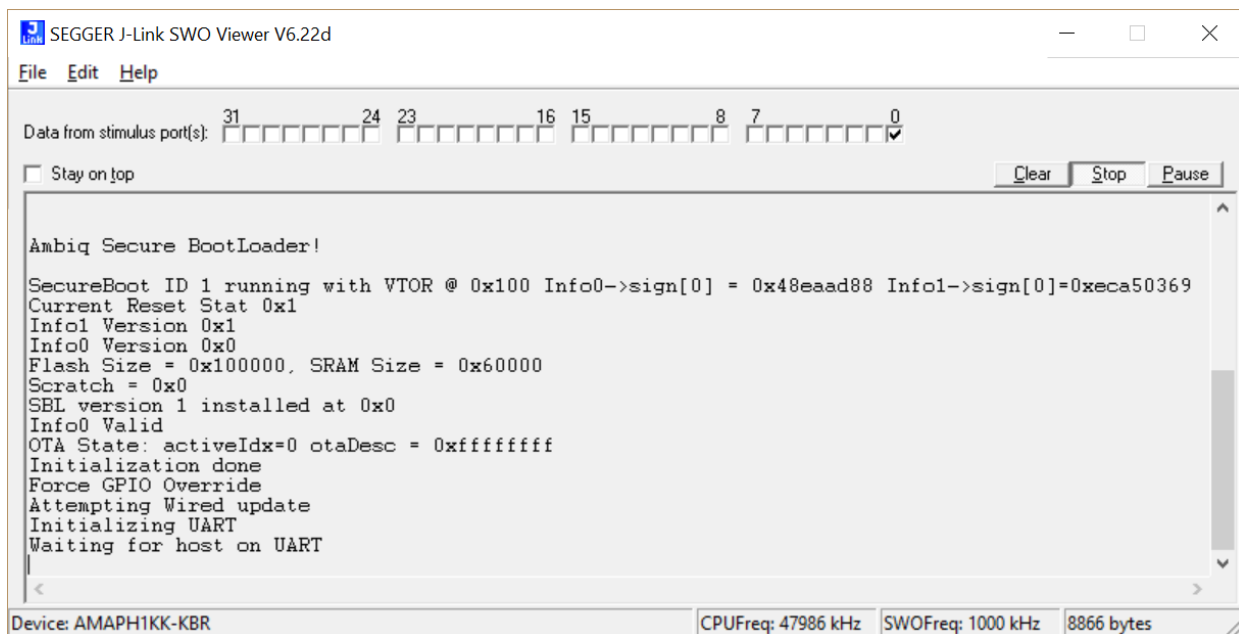 J-Link SEGGER J-Link SWO Viewer V6.22d
File Edit Help
31 24 23 16 15 8 7 0
Data from stimulus port(s):
Stay on top Clear Stop Pause
Ambiq Secure BootLoader!
SecureBoot ID 1 running with VTOR @ 0x100 Info0->sign[0] = 0x48eaad88 Info1->sign[0]=0xeca50369
Current Reset Stat 0x1
Info1 Version 0x1
Info0 Version 0x0
Flash Size = 0x100000, SRAM Size = 0x60000
Scratch = 0x0
SBL version 1 installed at 0x0
Info0 Valid
OTA State: activeIdx=0 otaDesc = 0xffffffff
Initialization done
Force GPIO Override
Attempting Wired update
Initializing UART
Waiting for host on UART
Device: AMAPH1KK-KBR CPUFreq: 47986 kHz SWOFreq: 1000 kHz 8866 bytes